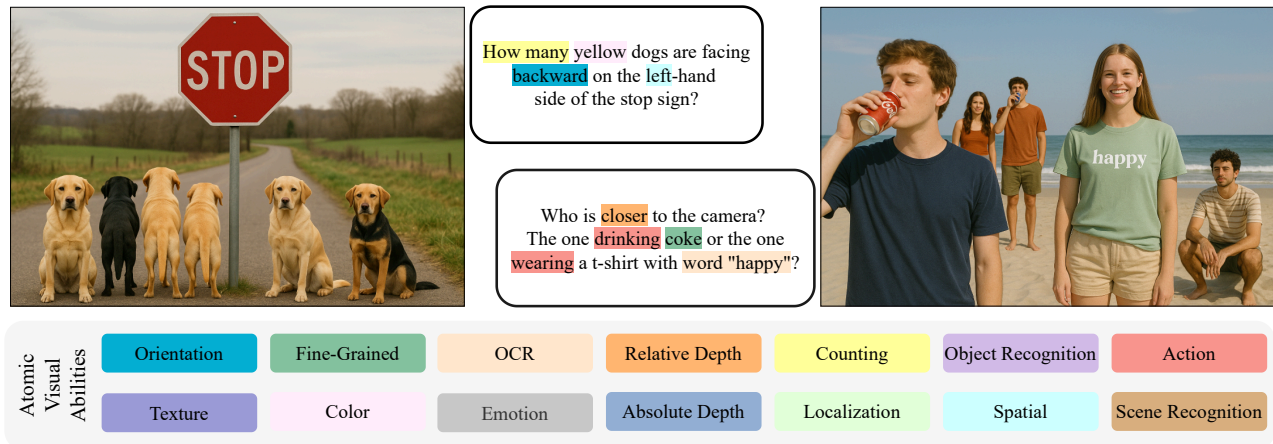 STOP
How many yellow dogs are facing
backward on the left-hand
side of the stop sign?
Who is closer to the camera?
The one drinking coke or the one
wearing a t-shirt with word "happy"?
happy
Atomic
Visual
Abilities
Orientation
Fine-Grained
OCR
Relative Depth
Counting
Object Recognition
Action
Texture
Color
Emotion
Absolute Depth
Localization
Spatial
Scene Recognition